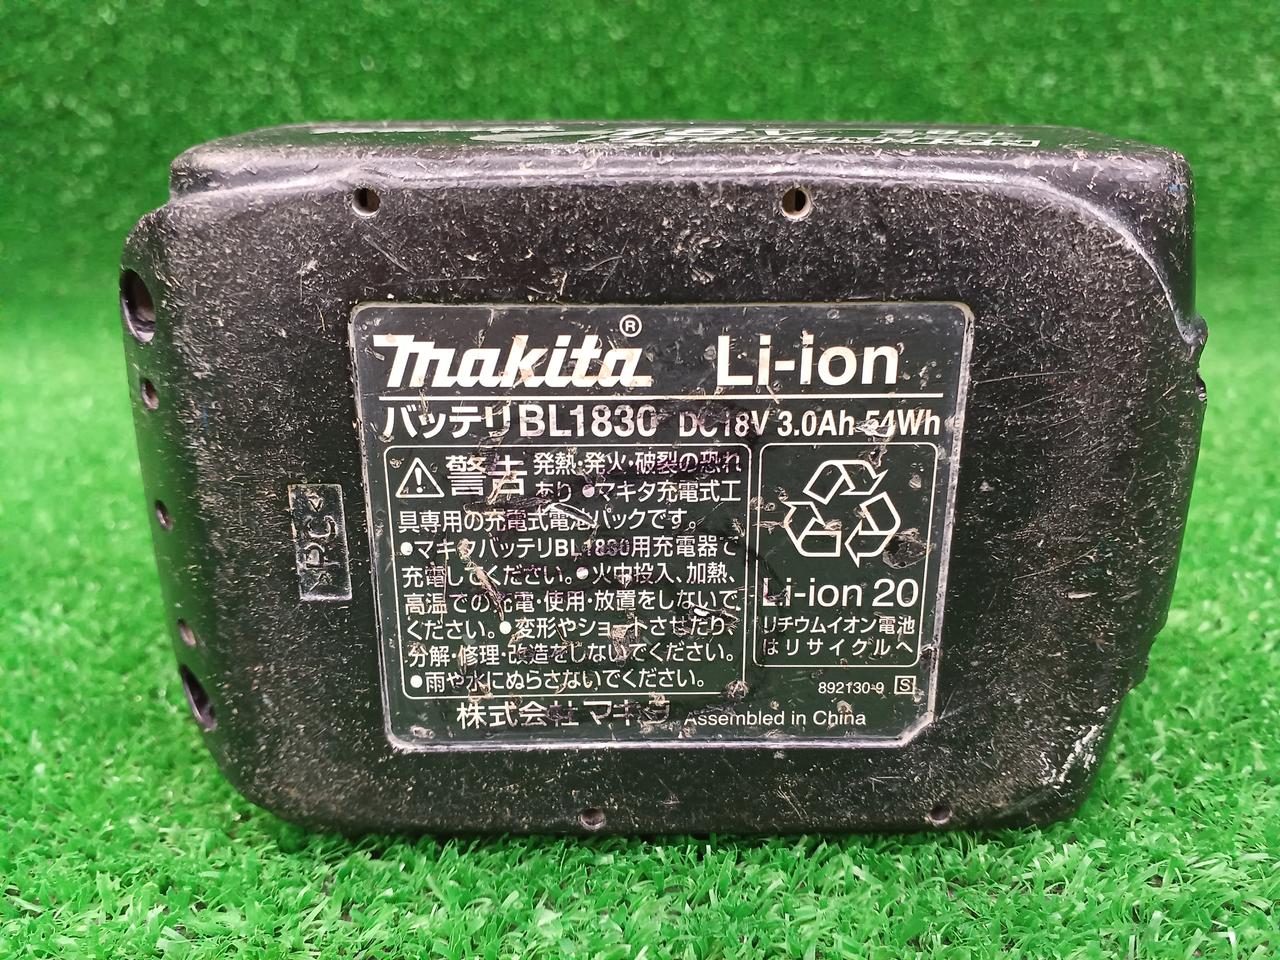 18V
makita® Li-ion
バッテリBL1830 DC18V 3.0Ah 54Wh
警告 発熱・発火・破裂の恐れ
あり ●マキタ充電式工
具専用の充電式電池パックです。
●マキタバッテリBL1830用充電器で
充電してください。●火中投入、加熱、
高温での充電・使用・放置をしないで
ください。●変形やショートさせたり、
分解・修理・改造をしないでください。
●雨や水にぬらさないでください。
Li-ion 20
リチウムイオン電池
はリサイクルへ
892130-9 S
株式会社マキタ Assembled in China
>PC<